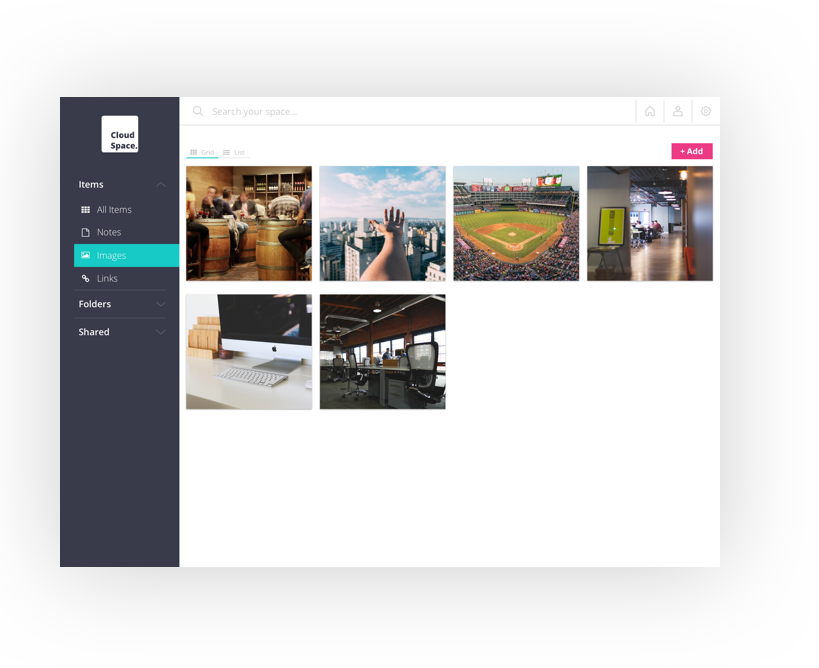 Cloud
Space.
Search your space...
Items
All Items
Notes
Images
Links
Folders
Shared
Grid
List
+ Add